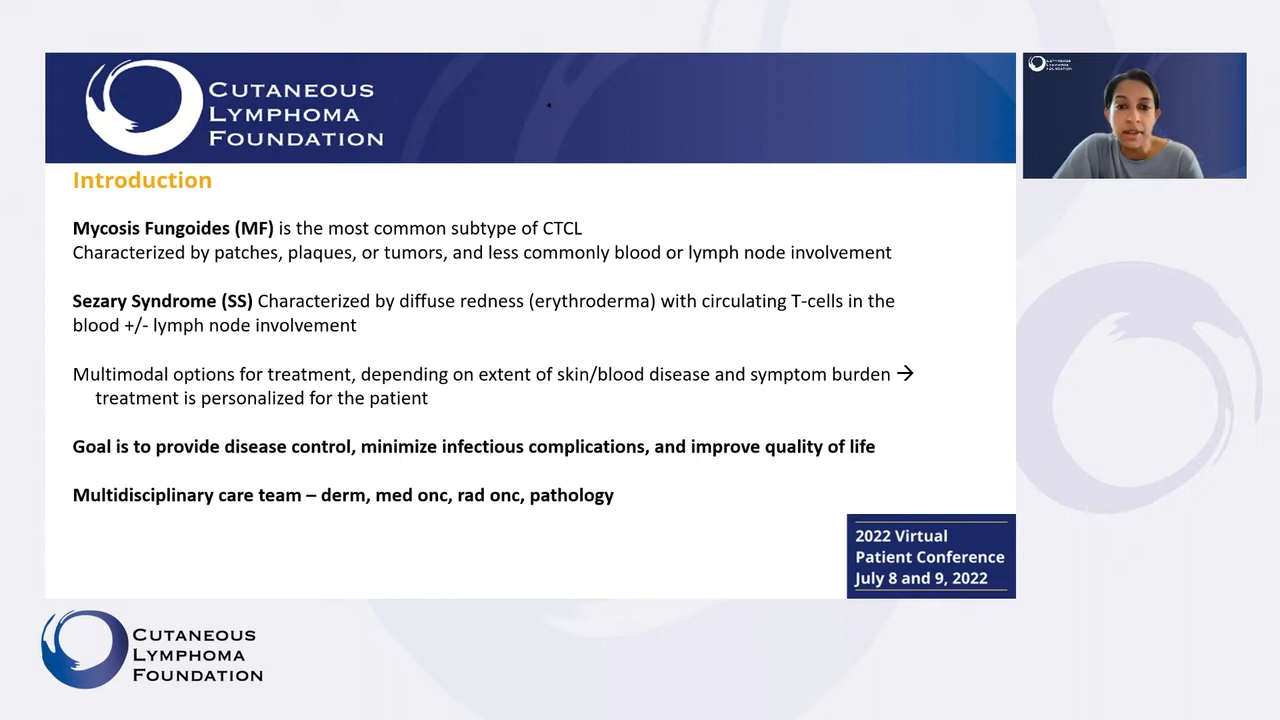 CUTANEOUS
LYMPHOMA
FOUNDATION
Introduction
Mycosis Fungoides (MF) is the most common subtype of CTCL
Characterized by patches, plaques, or tumors, and less commonly blood or lymph node involvement
Sezary Syndrome (SS) Characterized by diffuse redness (erythroderma) with circulating T-cells in the
blood +/- lymph node involvement
Multimodal options for treatment, depending on extent of skin/blood disease and symptom burden →
treatment is personalized for the patient
Goal is to provide disease control, minimize infectious complications, and improve quality of life
Multidisciplinary care team – derm, med onc, rad onc, pathology
2022 Virtual
Patient Conference
July 8 and 9, 2022
CUTANEOUS
LYMPHOMA
FOUNDATION